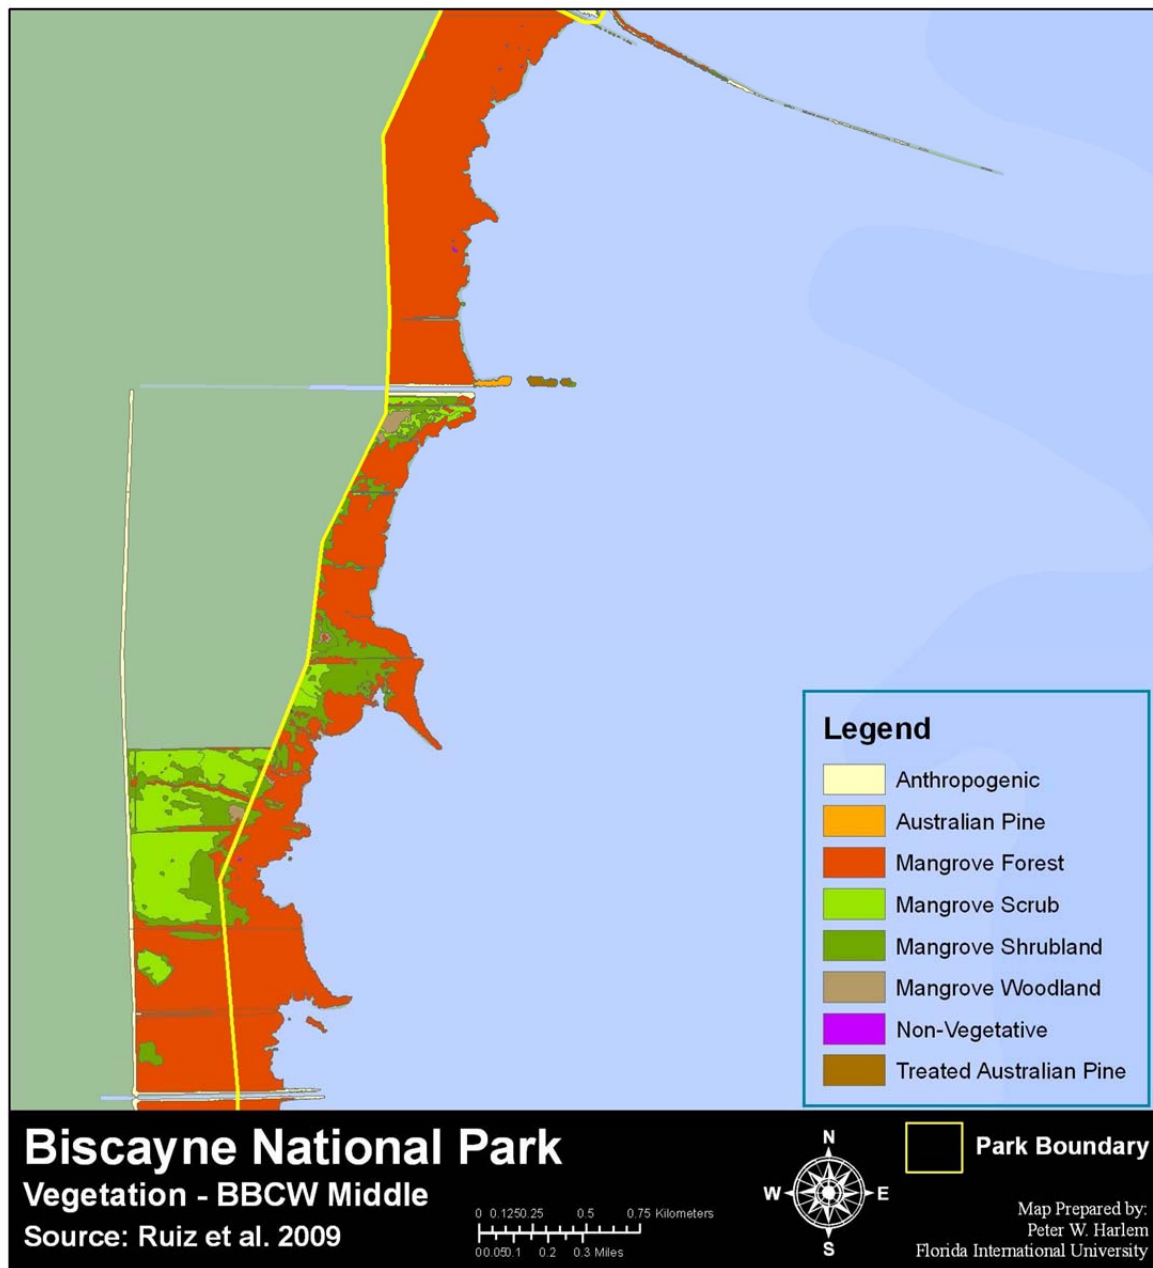 Legend
Anthropogenic
Australian Pine
Mangrove Forest
Mangrove Scrub
Mangrove Shrubland
Mangrove Woodland
Non-Vegetative
Treated Australian Pine
Biscayne National Park
Vegetation - BBCW Middle
Source: Ruiz et al. 2009
0 0.1250.25 0.5 0.75 Kilometers
00.050.1 0.2 0.3 Miles
N
W E
S
Park Boundary
Map Prepared by:
Peter W. Harlem
Florida International University